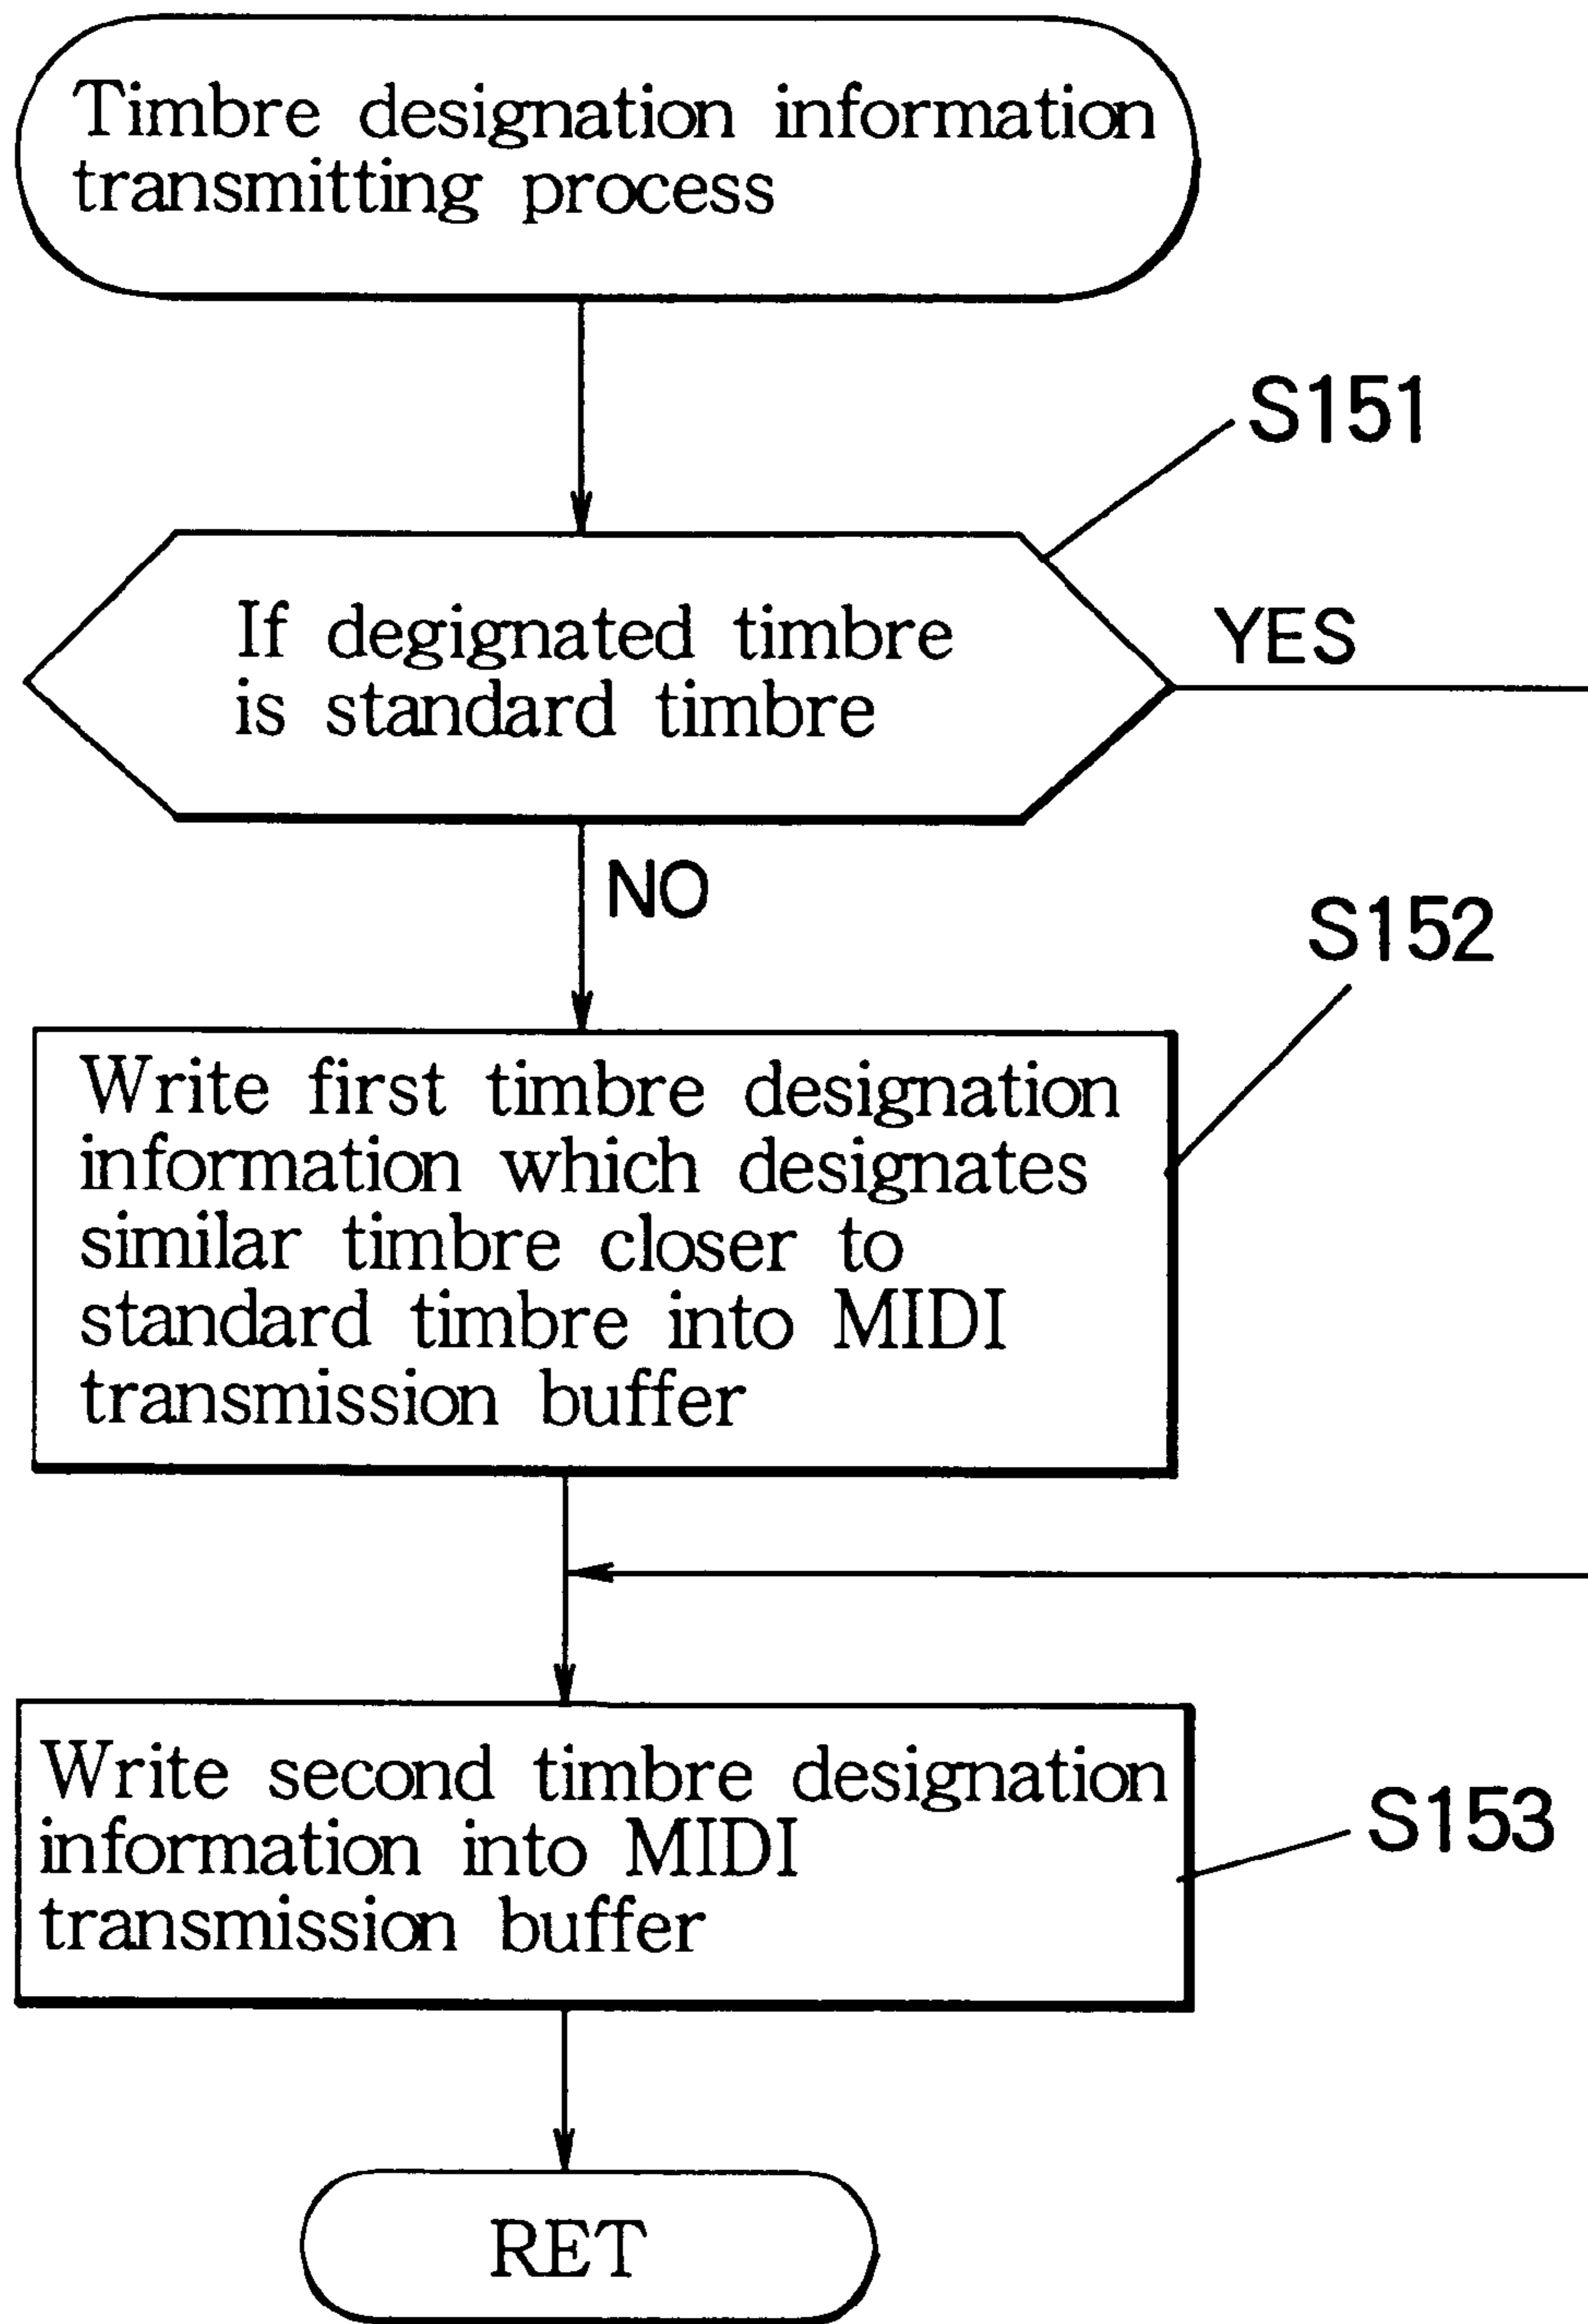 Timbre designation information
transmitting process
S151
If degignated timbre
is standard timbre
YES
NO
S152
Write first timbre designation
information which designates
similar timbre closer to
standard timbre into MIDI
transmission buffer
Write second timbre designation
information into MIDI
transmission buffer
S153
RET